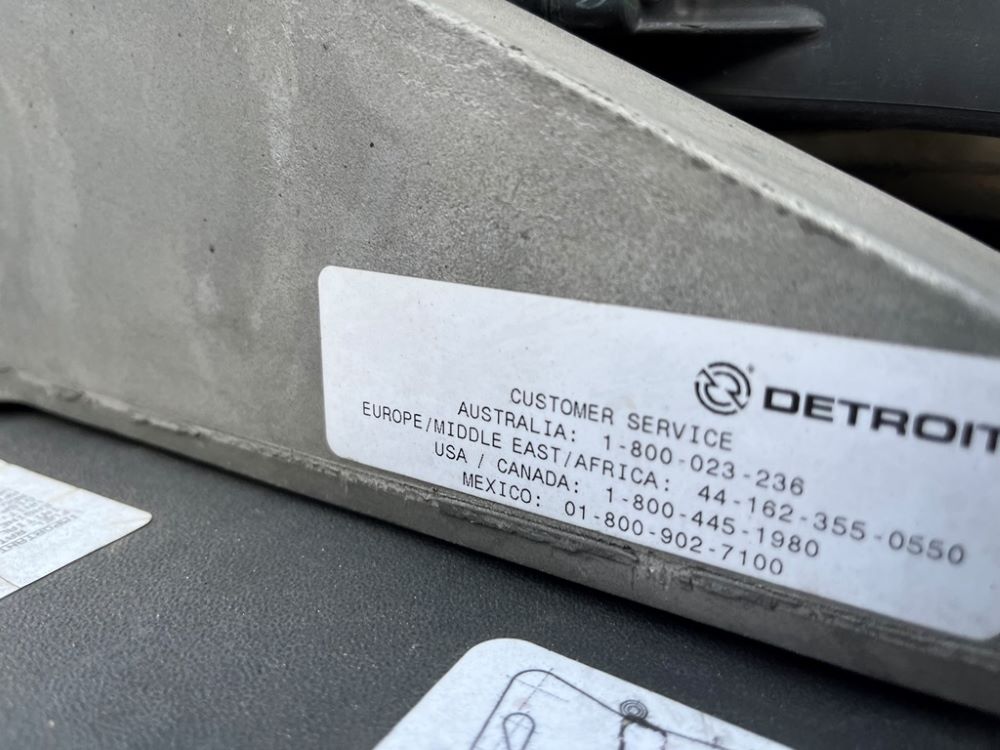 DETROIT
CUSTOMER SERVICE
AUSTRALIA: 1-800-023-236
EUROPE/MIDDLE EAST/AFRICA: 44-162-355-0550
USA / CANADA: 1-800-445-1980
MEXICO: 01-800-902-7100